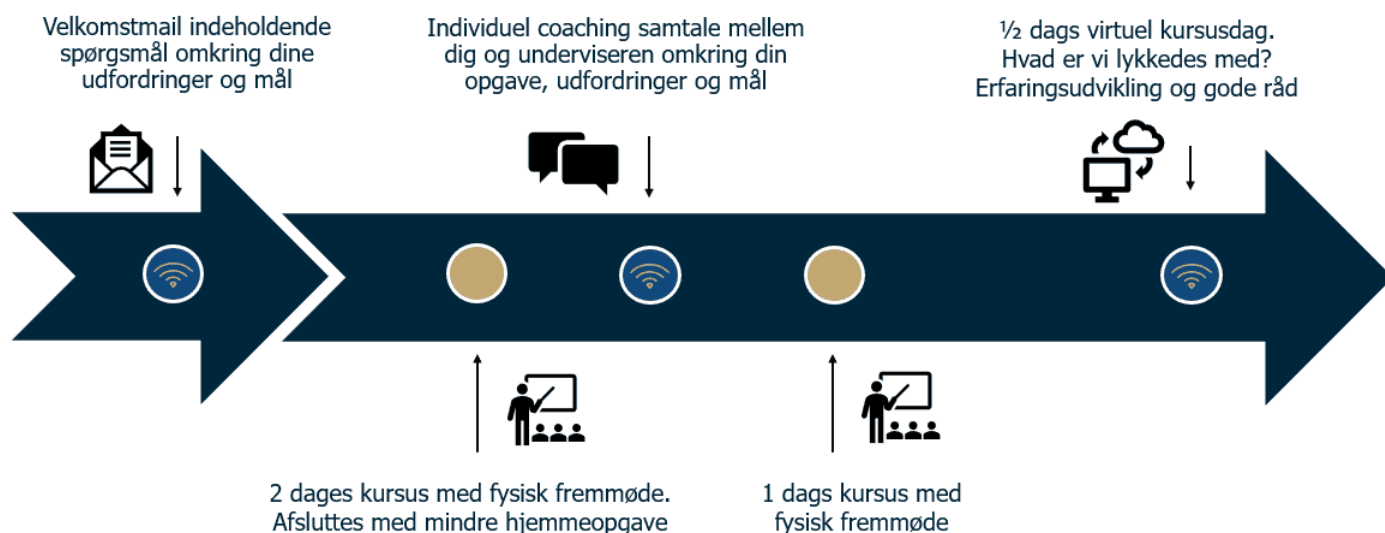 Velkomstmail indeholdende
spørgsmål omkring dine
udfordringer og mål
Individuel coaching samtale mellem
dig og underviseren omkring din
opgave, udfordringer og mål
½ dags virtuel kursusdag.
Hvad er vi lykkedes med?
Erfaringsudvikling og gode råd
2 dages kursus med fysisk fremmøde.
Afsluttes med mindre hjemmeopgave
1 dags kursus med
fysisk fremmøde